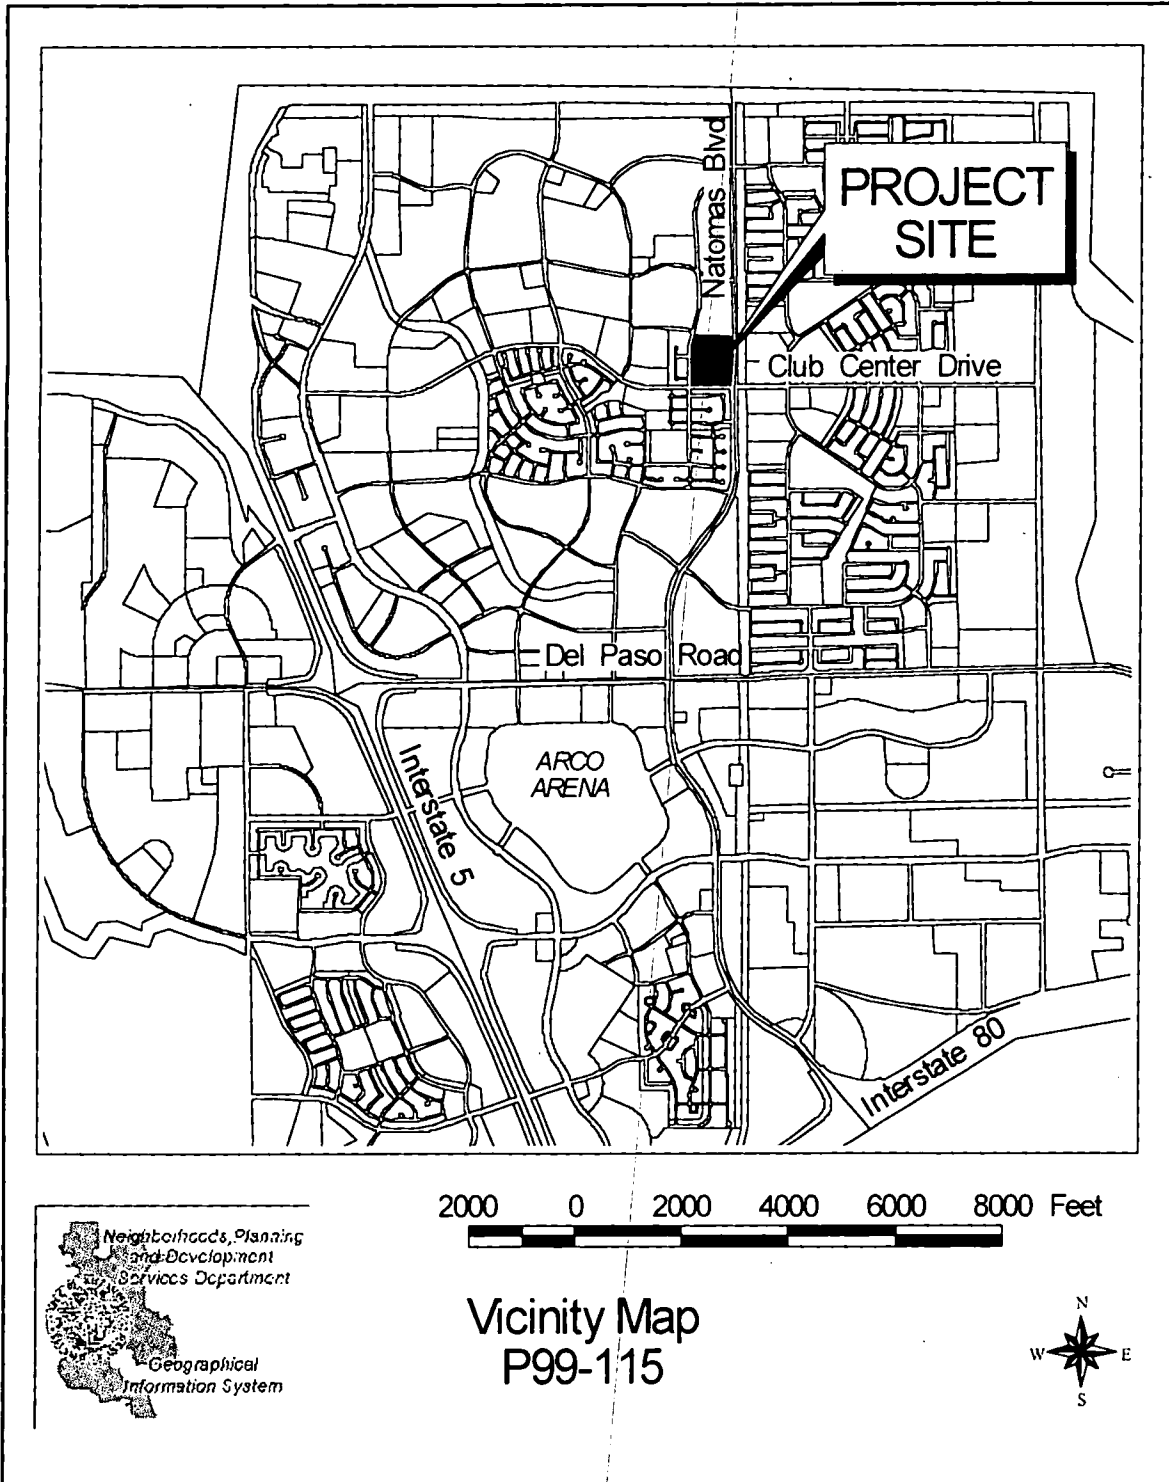 Natomas Blvd
PROJECT
SITE
Club Center Drive
Del Paso Road
ARCO
ARENA
Interstate 5
Interstate 80
2000 0 2000 4000 6000 8000 Feet
Neighborhoods, Planning
and Development
Services Department
Geographical
Information System
Vicinity Map
P99-115
N
W E
S